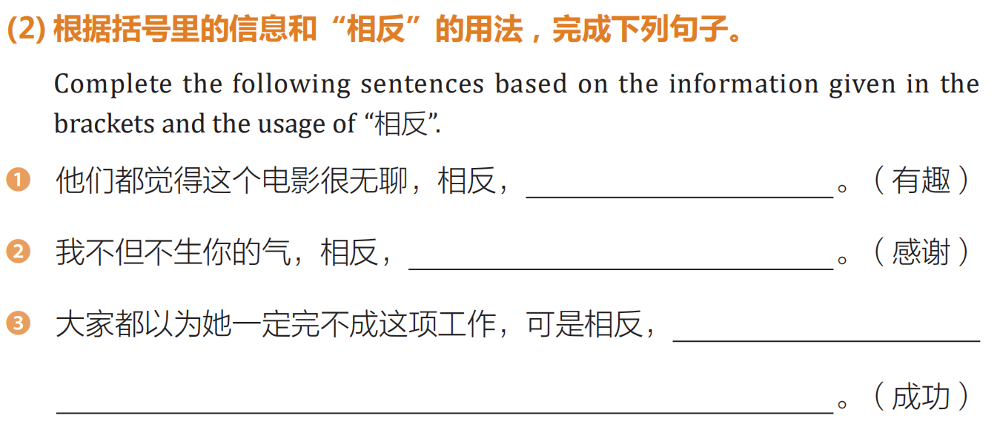 (2) 根据括号里的信息和“相反”的用法，完成下列句子。
Complete the following sentences based on the information given in the
brackets and the usage of “相反”.
1 他们都觉得这个电影很无聊，相反，____________。（有趣）
2 我不但不生你的气，相反，____________。（感谢）
3 大家都以为她一定完不成这项工作，可是相反，____________
____________。（成功）